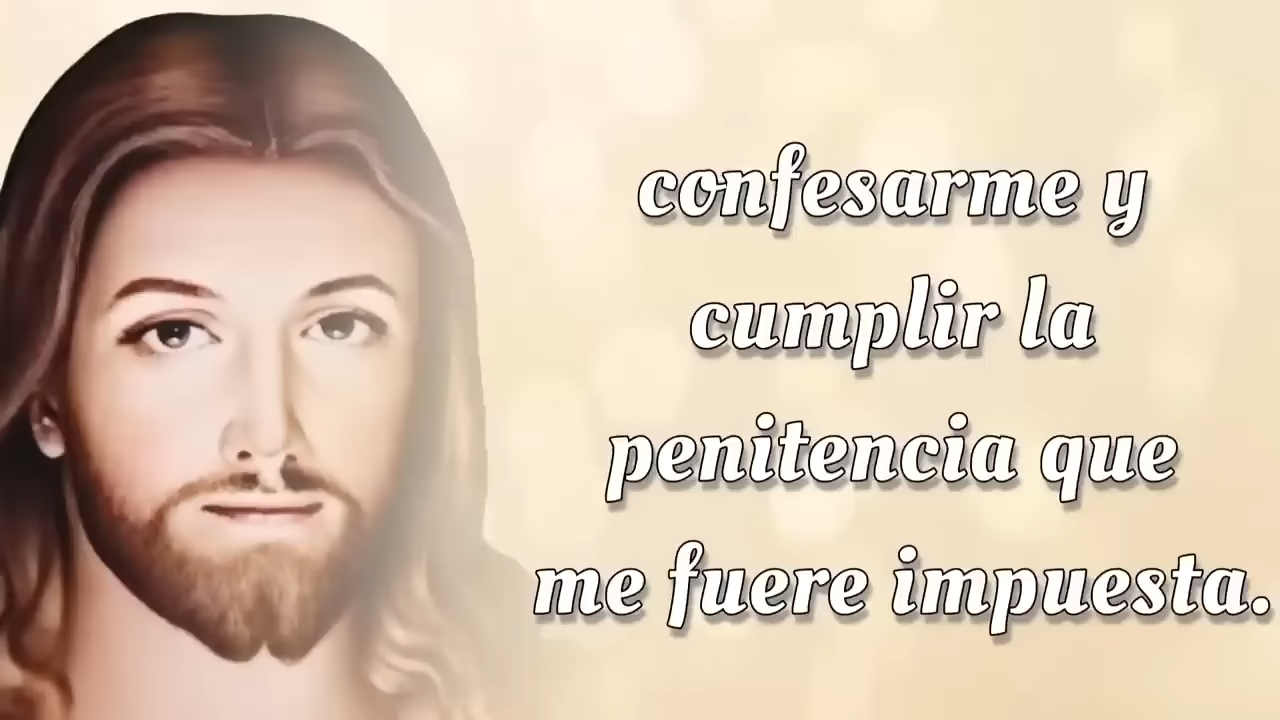 confesarme y
cumplir la
penitencia que
me fuere impuesta.